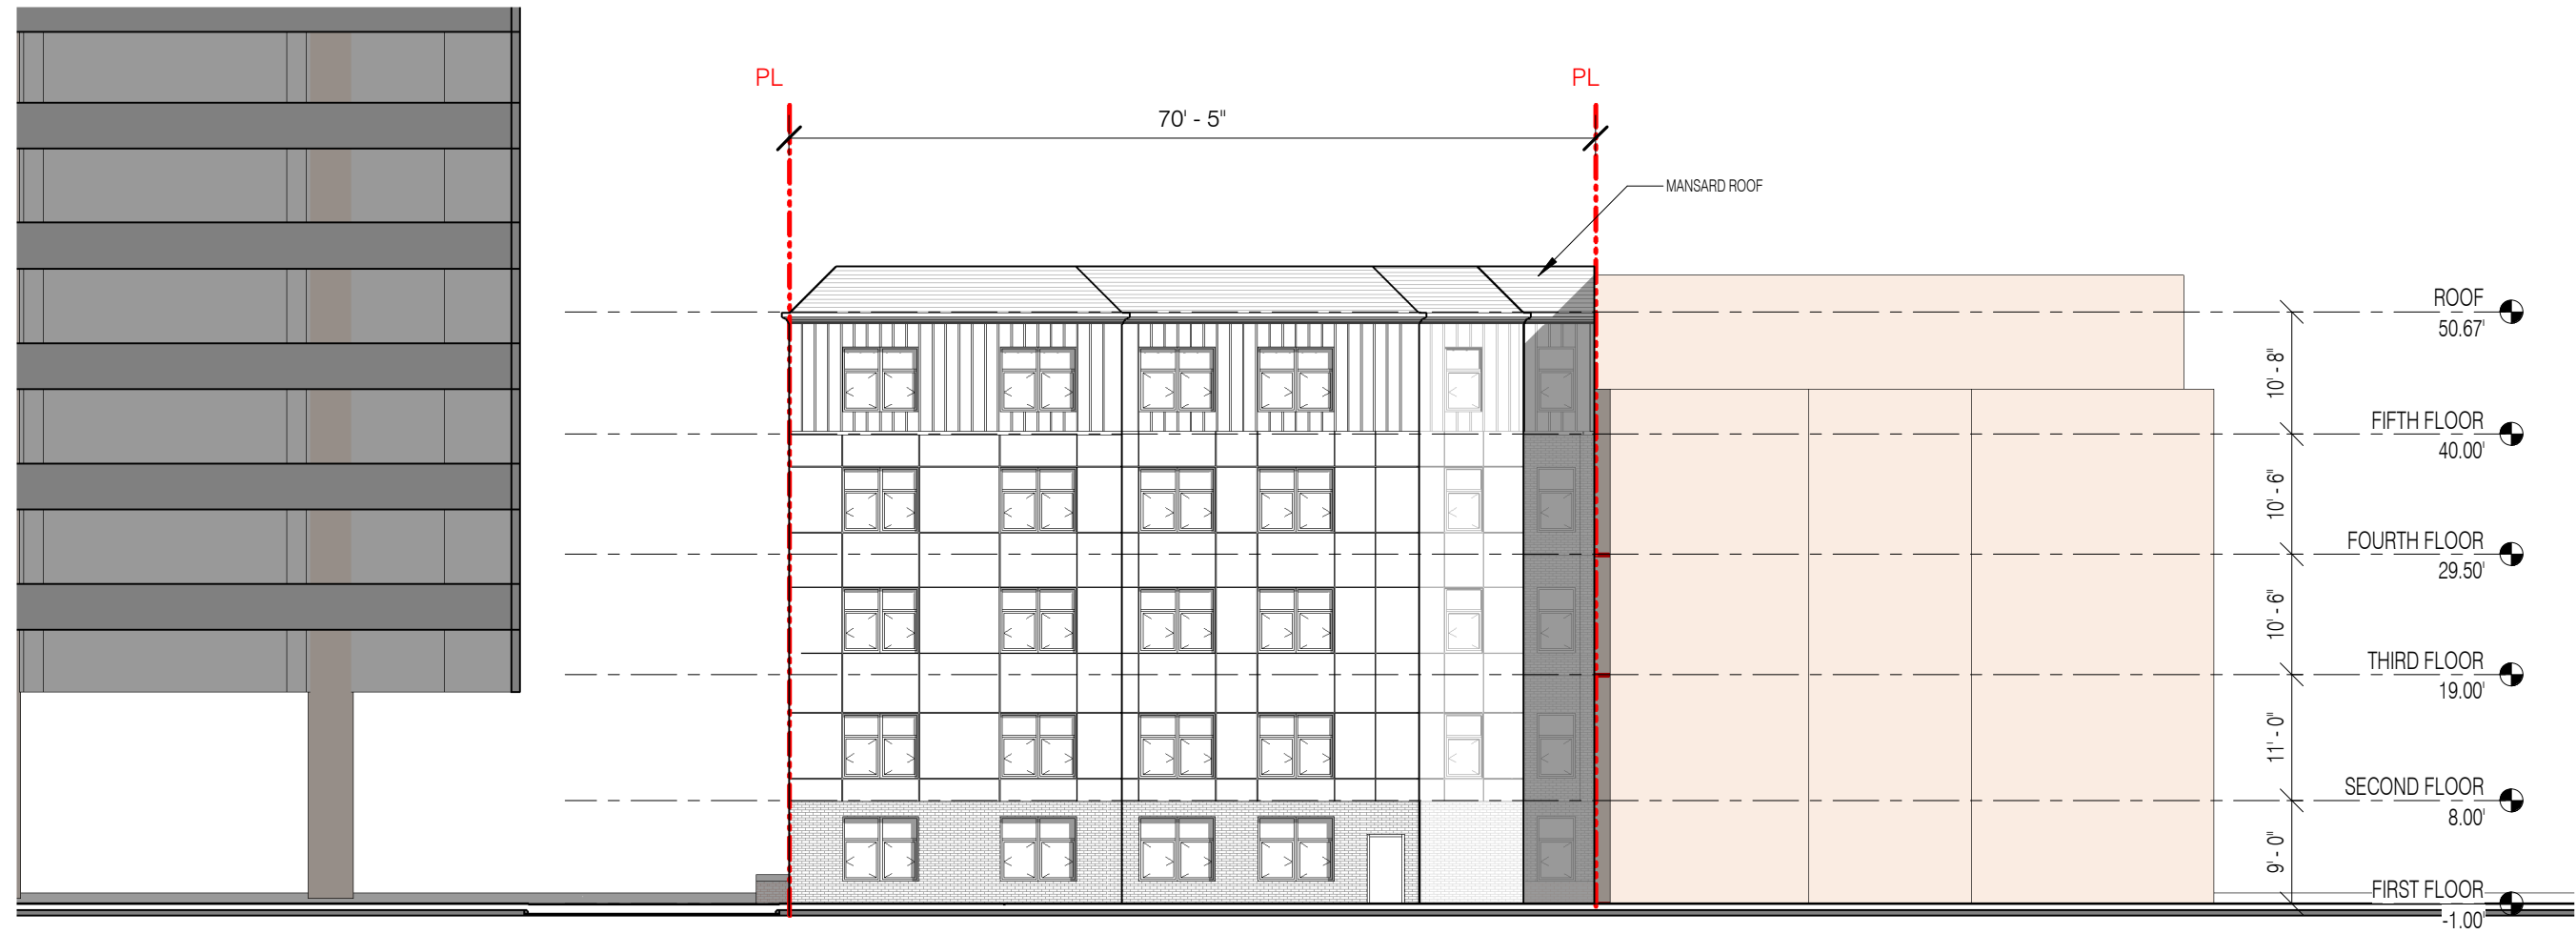 PL
PL
70' - 5"
MANSARD ROOF
ROOF
50.67'
10' - 8"
FIFTH FLOOR
40.00'
10' - 6"
FOURTH FLOOR
29.50'
10' - 6"
THIRD FLOOR
19.00'
11' - 0"
SECOND FLOOR
8.00'
9' - 0"
FIRST FLOOR
-1.00'